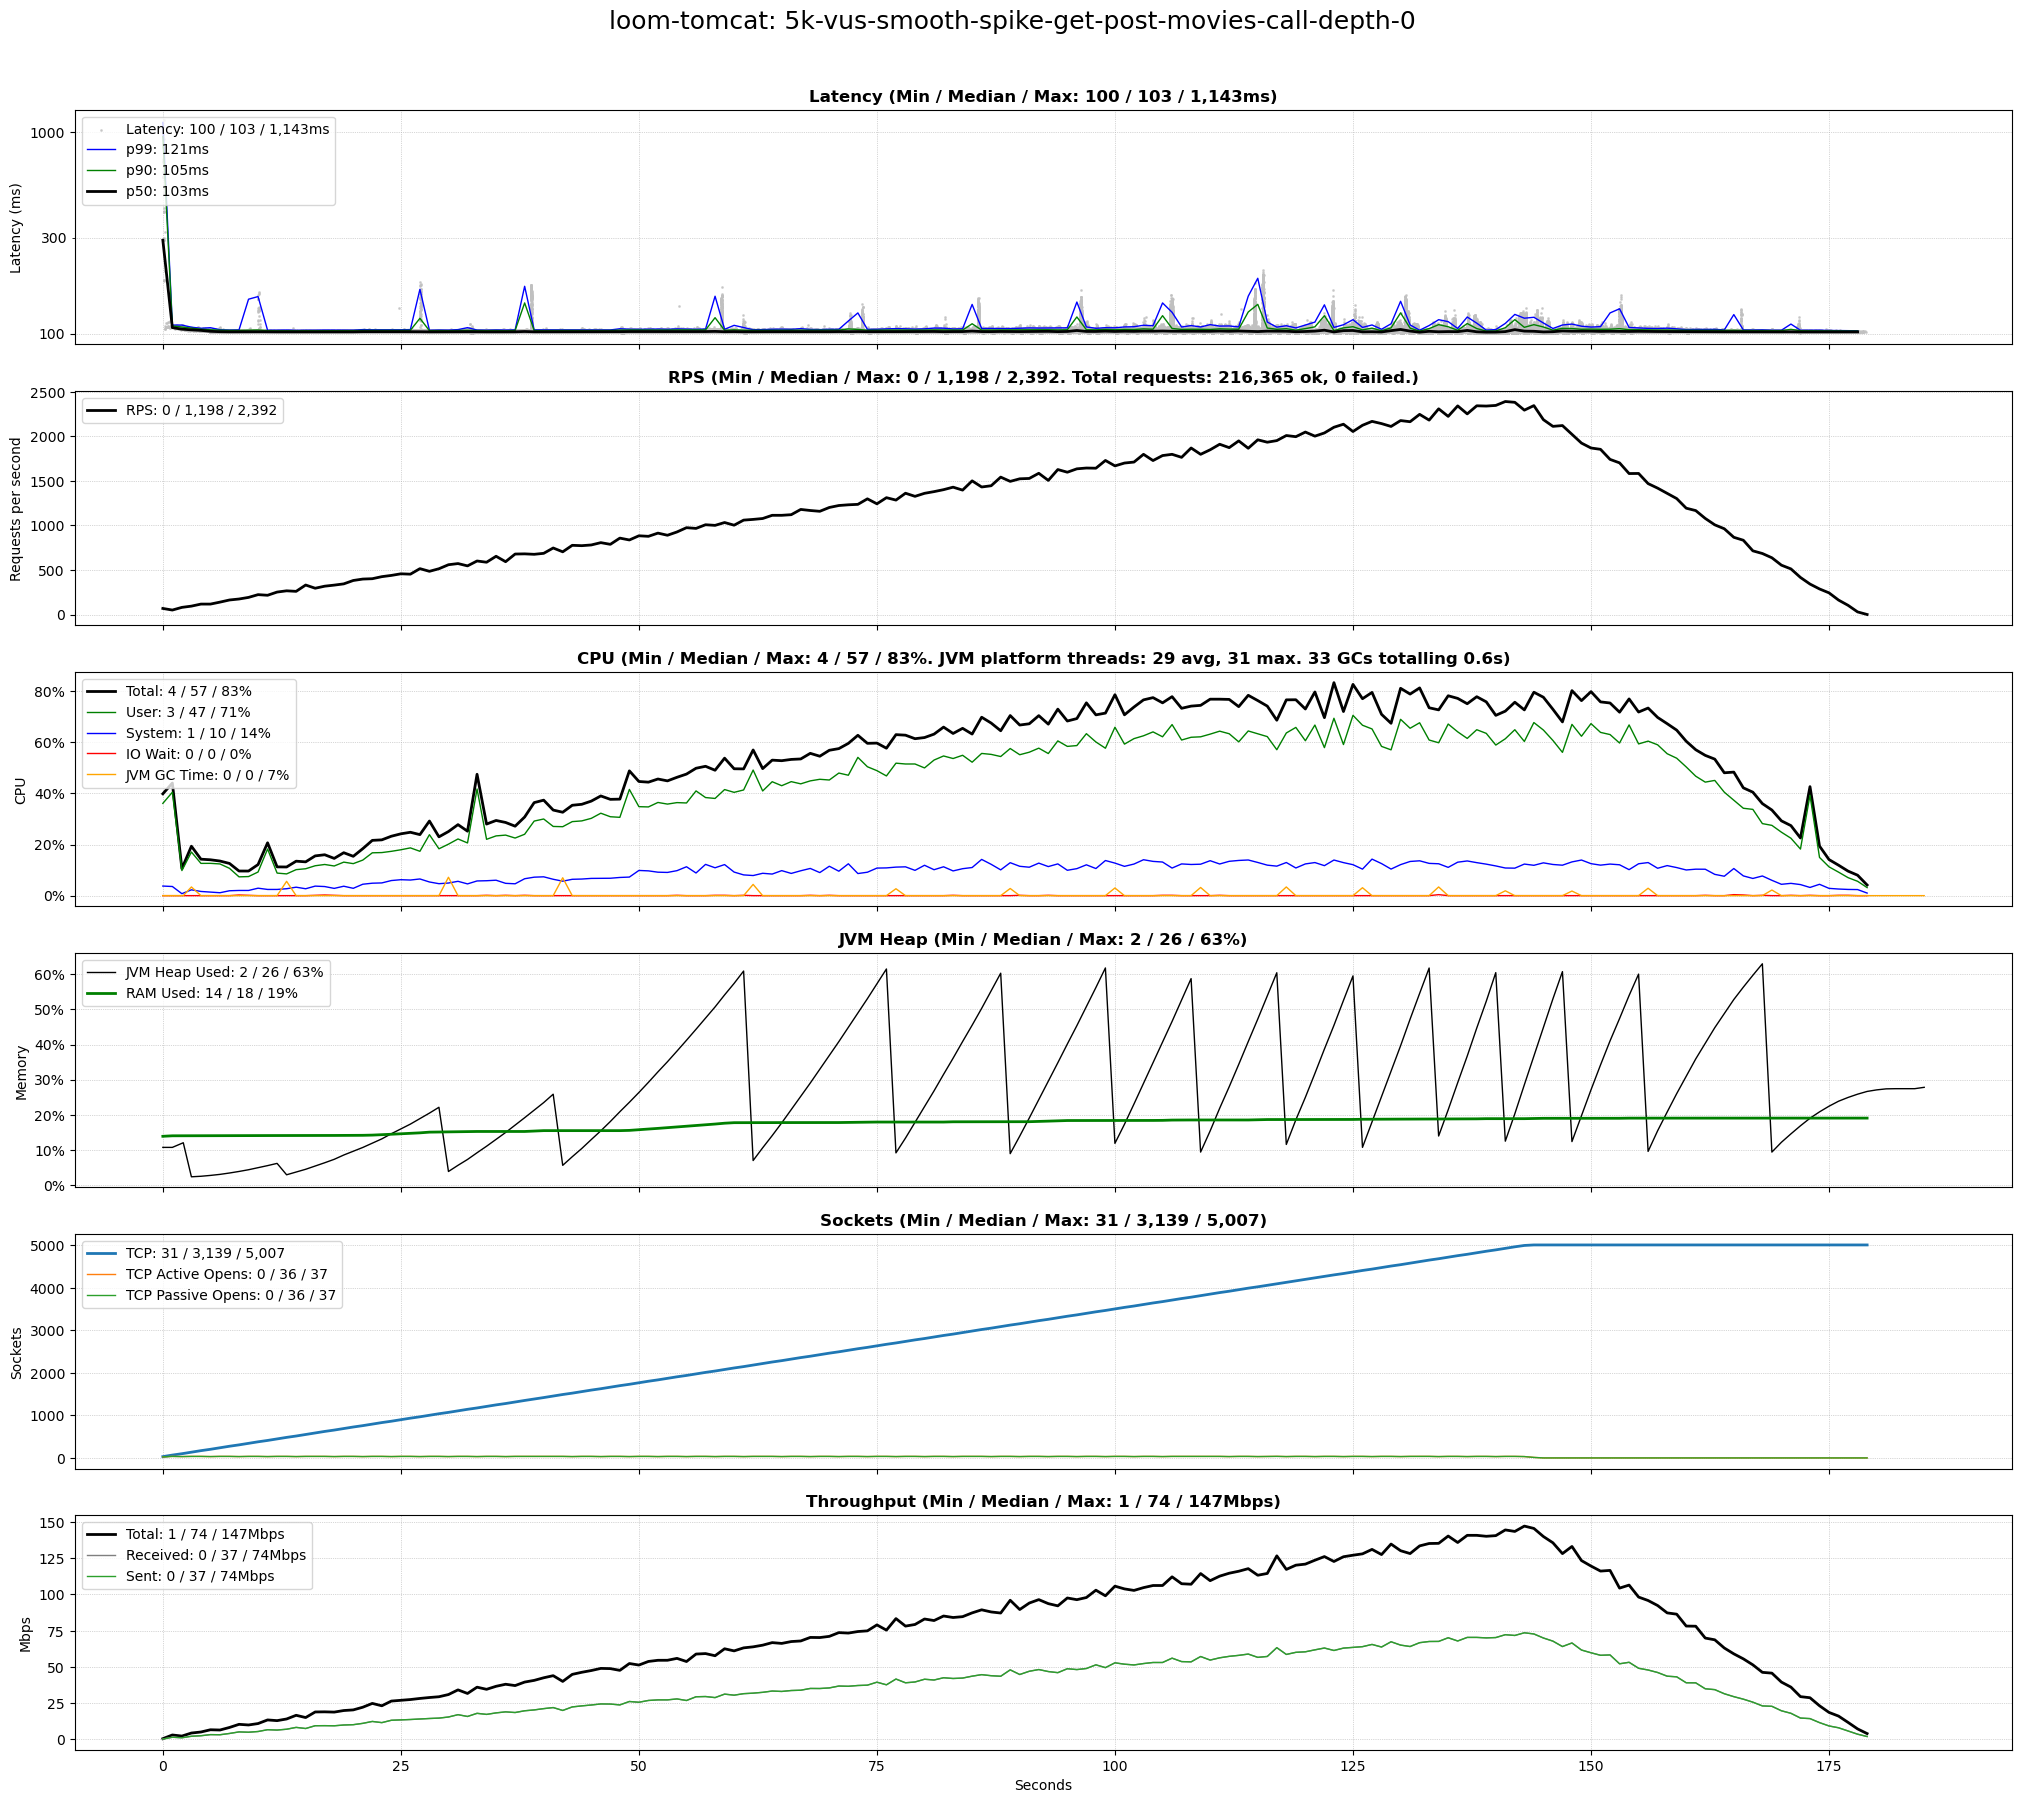 loom-tomcat: 5k-vus-smooth-spike-get-post-movies-call-depth-0
Latency (Min / Median / Max: 100 / 103 / 1,143ms)
Latency (ms)
1000
300
100
Latency: 100 / 103 / 1,143ms
p99: 121ms
p90: 105ms
p50: 103ms
RPS (Min / Median / Max: 0 / 1,198 / 2,392. Total requests: 216,365 ok, 0 failed.)
Requests per second
2500
2000
1500
1000
500
0
RPS: 0 / 1,198 / 2,392
CPU (Min / Median / Max: 4 / 57 / 83%. JVM platform threads: 29 avg, 31 max. 33 GCs totalling 0.6s)
CPU
80%
60%
40%
20%
0%
Total: 4 / 57 / 83%
User: 3 / 47 / 71%
System: 1 / 10 / 14%
IO Wait: 0 / 0 / 0%
JVM GC Time: 0 / 0 / 7%
JVM Heap (Min / Median / Max: 2 / 26 / 63%)
Memory
60%
50%
40%
30%
20%
10%
0%
JVM Heap Used: 2 / 26 / 63%
RAM Used: 14 / 18 / 19%
Sockets (Min / Median / Max: 31 / 3,139 / 5,007)
Sockets
5000
4000
3000
2000
1000
0
TCP: 31 / 3,139 / 5,007
TCP Active Opens: 0 / 36 / 37
TCP Passive Opens: 0 / 36 / 37
Throughput (Min / Median / Max: 1 / 74 / 147Mbps)
Mbps
150
125
100
75
50
25
0
Total: 1 / 74 / 147Mbps
Received: 0 / 37 / 74Mbps
Sent: 0 / 37 / 74Mbps
0 25 50 75 100 125 150 175
Seconds